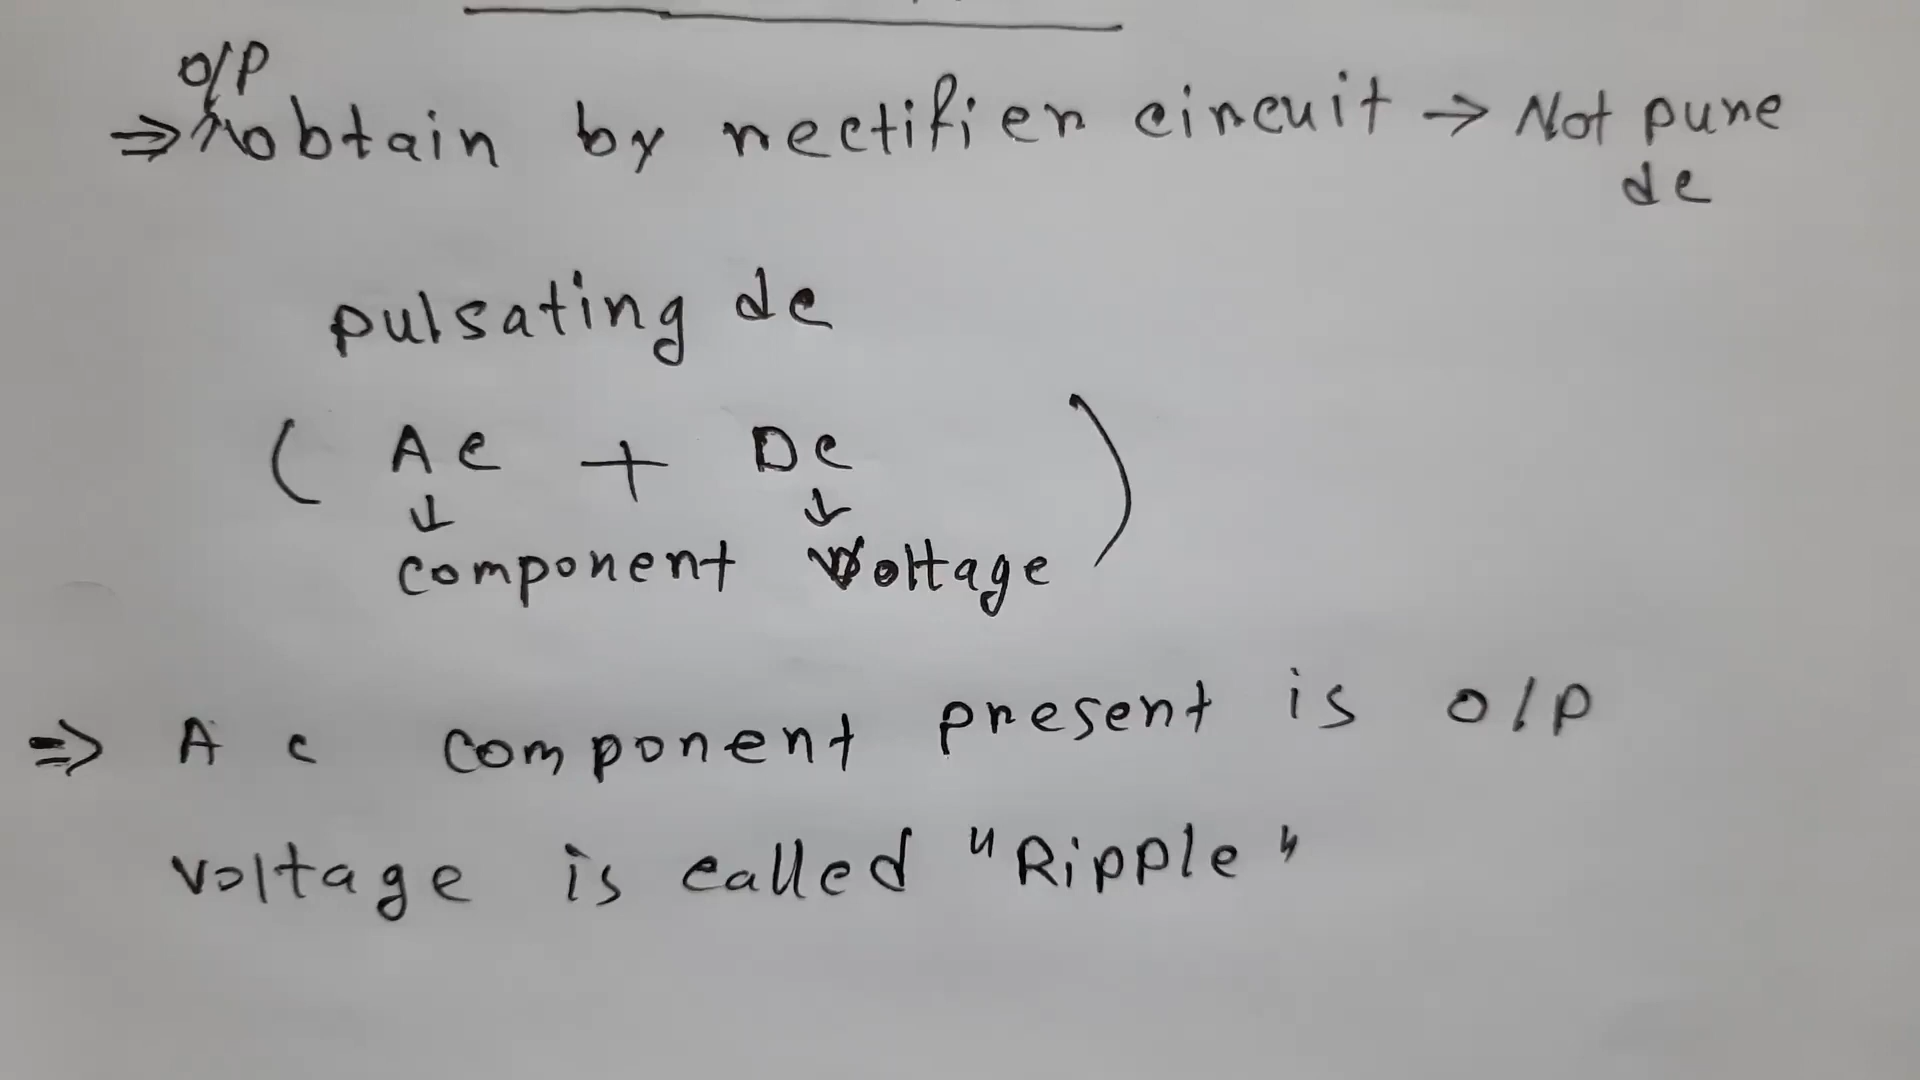 ⇒ O/P obtain by rectifier circuit → Not pure
dc
pulsating dc
( Ac + Dc )
↓ ↓
component voltage
⇒ A c component present is o/p
voltage is called "Ripple"